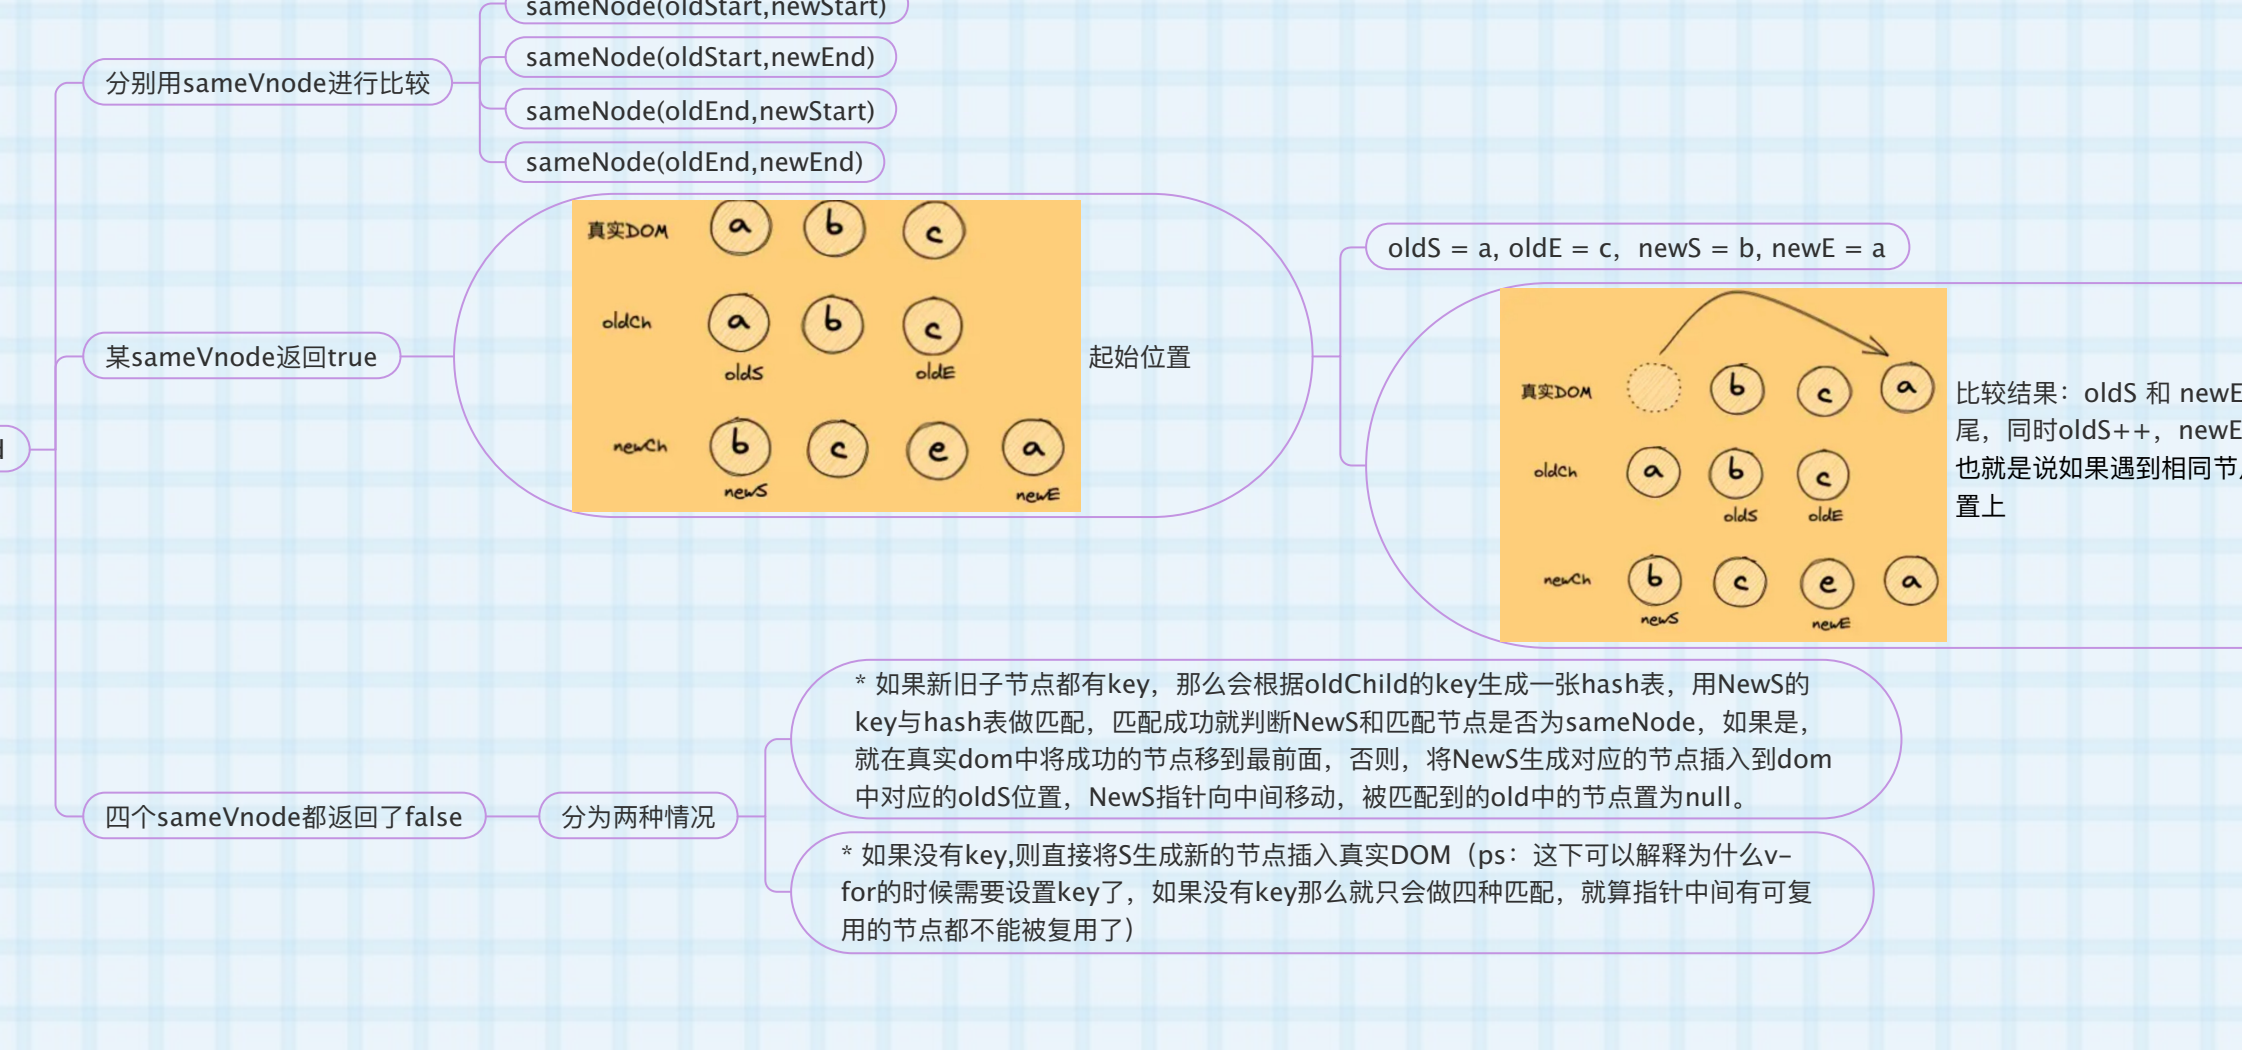 sameNode(oldStart,newStart)
sameNode(oldStart,newEnd)
分别用sameVnode进行比较
sameNode(oldEnd,newStart)
sameNode(oldEnd,newEnd)
某sameVnode返回true
真实DOM a b c
oldCh a b c
oldS oldE
newCh b c e a
newS newE
起始位置
oldS = a, oldE = c，newS = b, newE = a
真实DOM b c a
oldCh a b c
oldS oldE
newCh b c e a
newS newE
比较结果：oldS 和 newE
尾，同时oldS++，newE
也就是说如果遇到相同节
置上
四个sameVnode都返回了false
分为两种情况
* 如果新旧子节点都有key，那么会根据oldChild的key生成一张hash表，用NewS的
key与hash表做匹配，匹配成功就判断NewS和匹配节点是否为sameNode，如果是，
就在真实dom中将成功的节点移到最前面，否则，将NewS生成对应的节点插入到dom
中对应的oldS位置，NewS指针向中间移动，被匹配到的old中的节点置为null。
* 如果没有key,则直接将S生成新的节点插入真实DOM（ps：这下可以解释为什么v-
for的时候需要设置key了，如果没有key那么就只会做四种匹配，就算指针中间有可复
用的节点都不能被复用了）